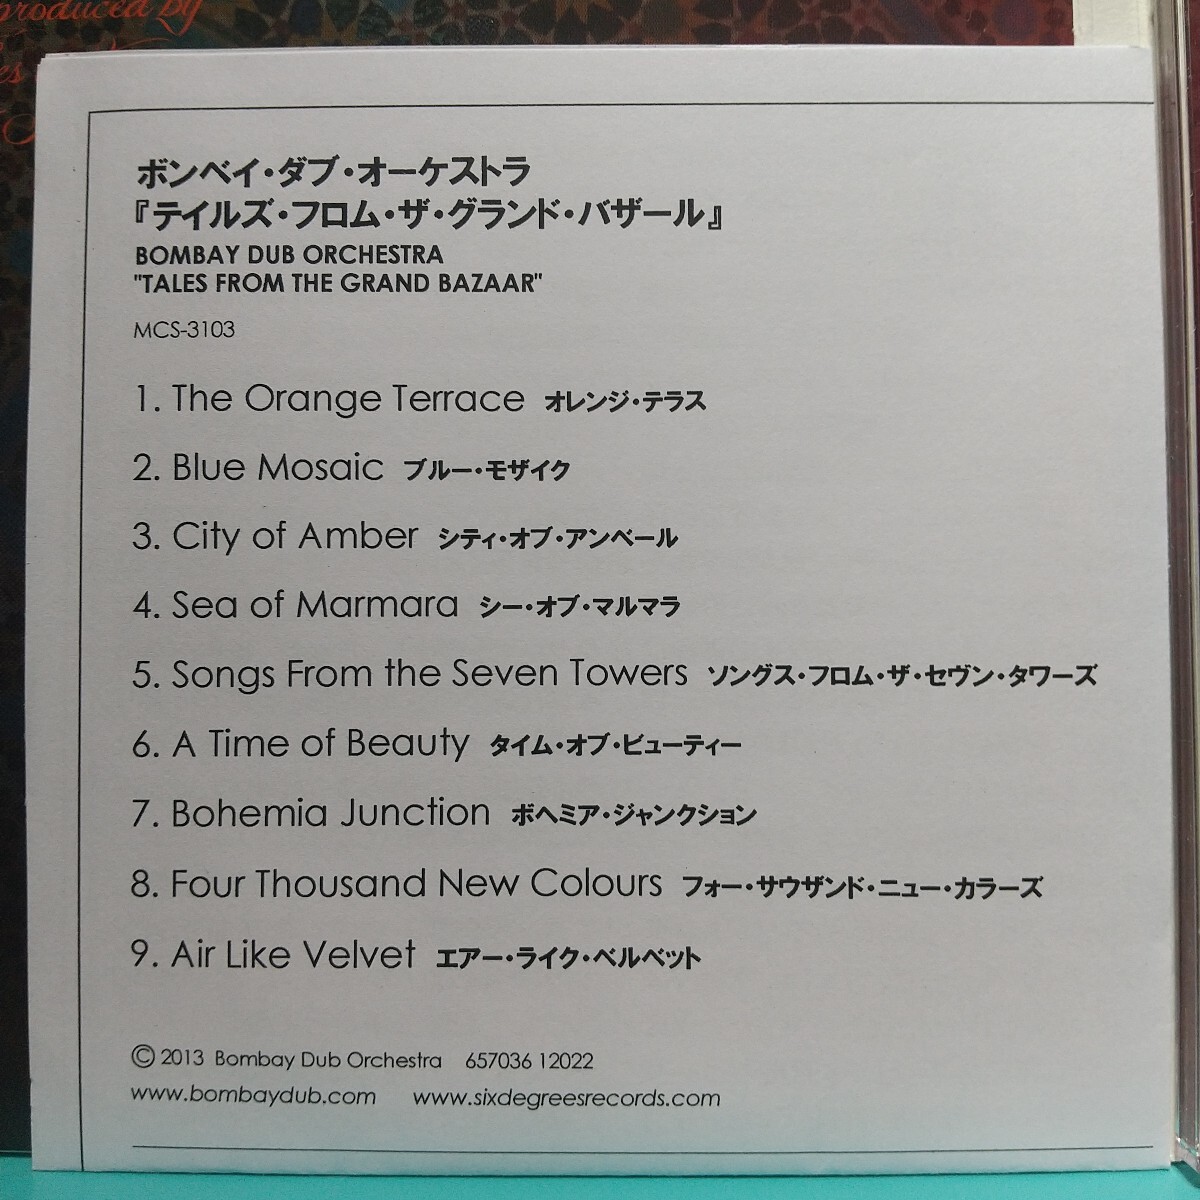 produced by
ボンベイ・ダブ・オーケストラ
『テイルズ・フロム・ザ・グランド・バザール』
BOMBAY DUB ORCHESTRA
"TALES FROM THE GRAND BAZAAR"
MCS-3103
1. The Orange Terrace オレンジ・テラス
2. Blue Mosaic ブルー・モザイク
3. City of Amber シティ・オブ・アンベール
4. Sea of Marmara シー・オブ・マルマラ
5. Songs From the Seven Towers ソングス・フロム・ザ・セヴン・タワーズ
6. A Time of Beauty タイム・オブ・ビューティー
7. Bohemia Junction ボヘミア・ジャンクション
8. Four Thousand New Colours フォー・サウザンド・ニュー・カラーズ
9. Air Like Velvet エアー・ライク・ベルベット
© 2013 Bombay Dub Orchestra 657036 12022
www.bombaydub.com www.sixdegreesrecords.com